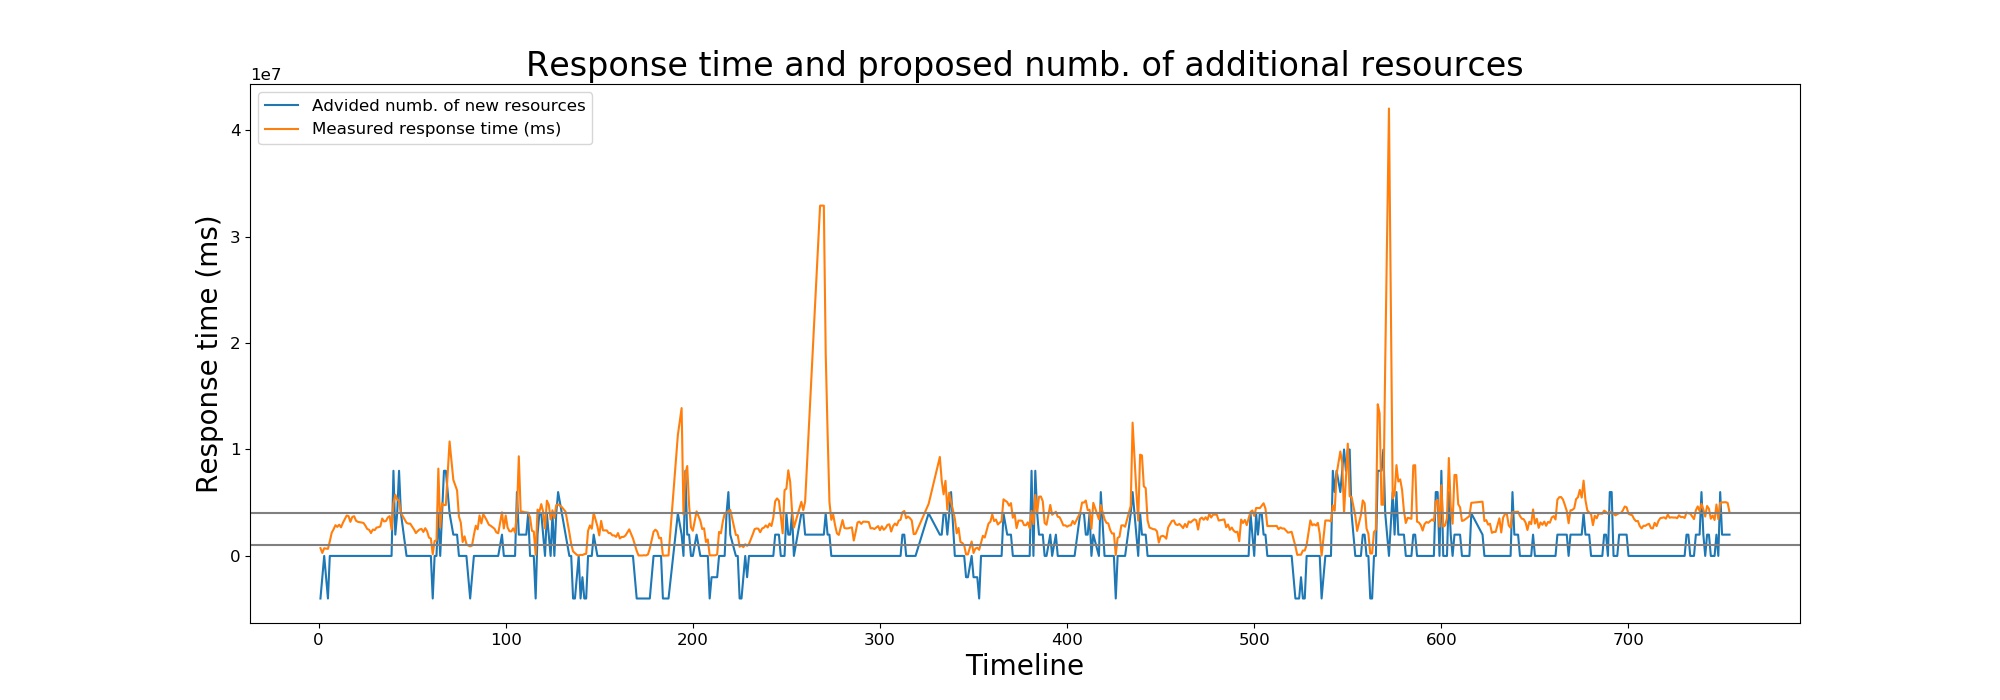 Response time and proposed numb. of additional resources
1e7
Advided numb. of new resources
Measured response time (ms)
Response time (ms)
4
3
2
1
0
0 100 200 300 400 500 600 700
Timeline